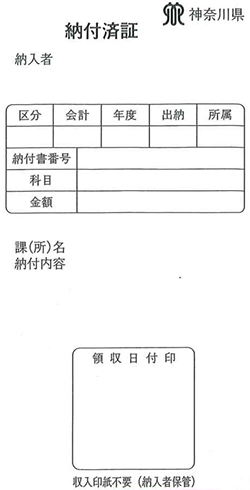 神奈川県
納付済証
納入者
区分 会計 年度 出納 所属
納付書番号
科目
金額
課(所)名
納付内容
領収日付印
収入印紙不要(納入者保管)